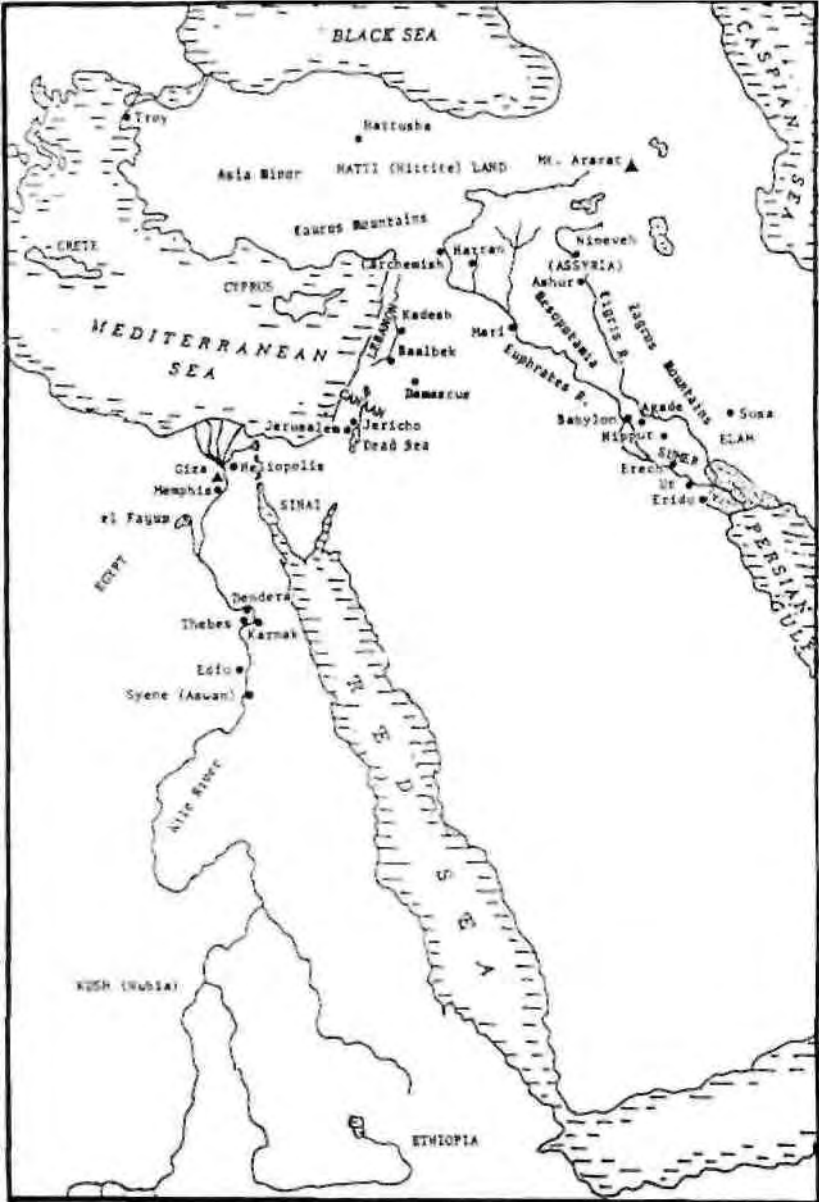 BLACK SEA
CASPIAN
SEA
Troy
Hattusha
Asia Minor
HATTI (Hittite) LAND
Mt. Ararat
Taurus Mountains
CRETE
Carchemish
Harran
Nineveh
(ASSYRIA)
Ashur
CYPRUS
Mesopotamia
Tigris R.
Zagros Mountains
MEDITERRANEAN
SEA
LEBANON
Kadesh
Baalbek
Mari
Euphrates R.
Damascus
CANAAN
Jerusalem
Jericho
Dead Sea
Babylon
Agade
Susa
Nippur
ELAM
SUMER
Erech
Ur
Eridu
PERSIAN
GULF
Giza
Heliopolis
Memphis
SINAI
el Fayum
EGYPT
Dendera
Thebes
Karnak
Edfu
Syene (Aswan)
Nile River
RED SEA
KUSH (Nubia)
ETHIOPIA